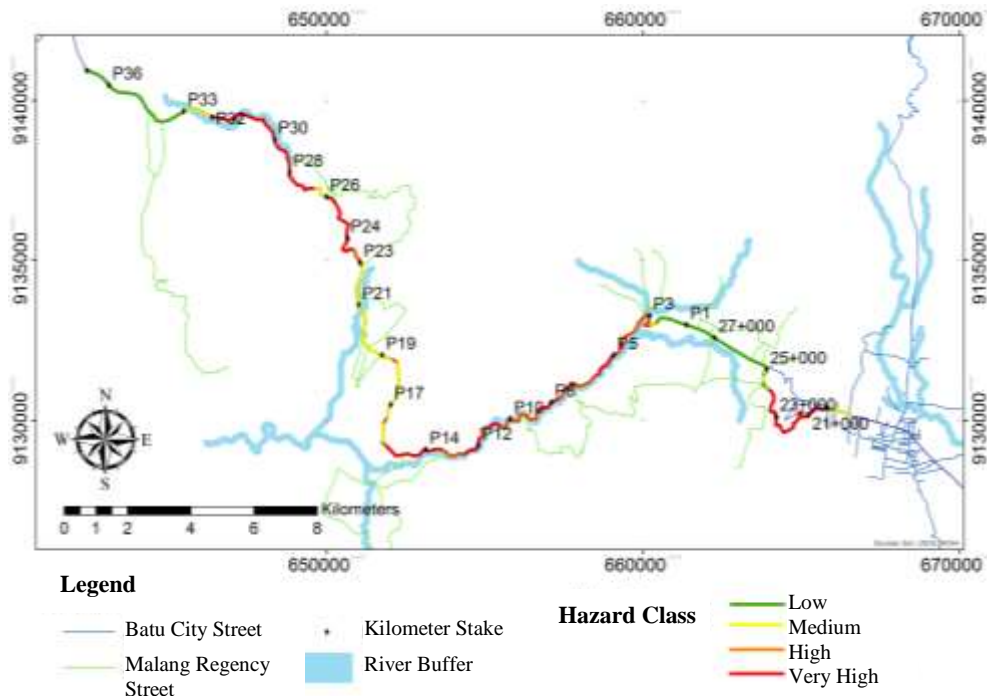 650000 660000 670000
9140000 9140000
9135000 9135000
9130000 9130000
P36
P33
P32
P30
P28
P26
P24
P23
P21
P19
P17
P14
P12
P10
P8
P5
P3
P1
27+000
25+000
23+000
21+000
N
W E
S
Kilometers
0 1 2 4 6 8
650000 660000 670000
Legend
Batu City Street
Malang Regency
Street
Kilometer Stake
River Buffer
Hazard Class
Low
Medium
High
Very High